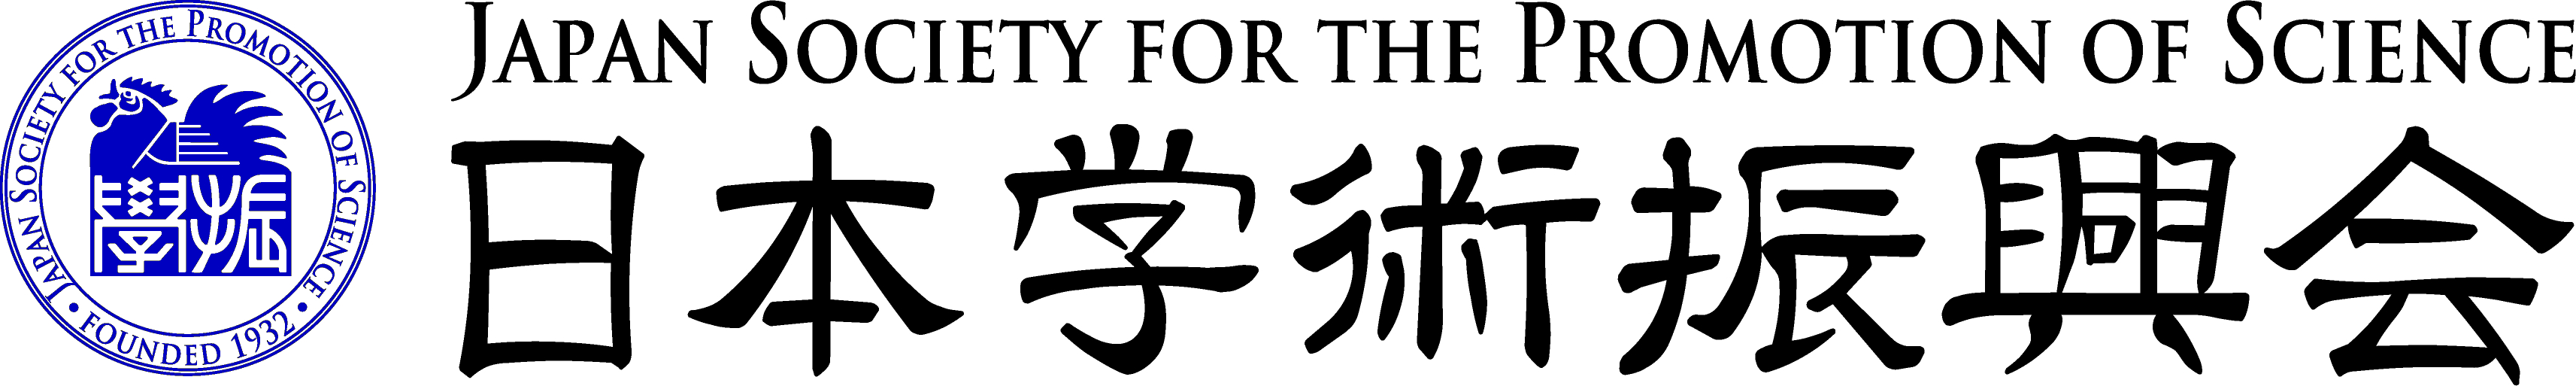 JAPAN SOCIETY FOR THE PROMOTION OF SCIENCE
• FOUNDED 1932 •
學振
JAPAN SOCIETY FOR THE PROMOTION OF SCIENCE
日本学術振興会